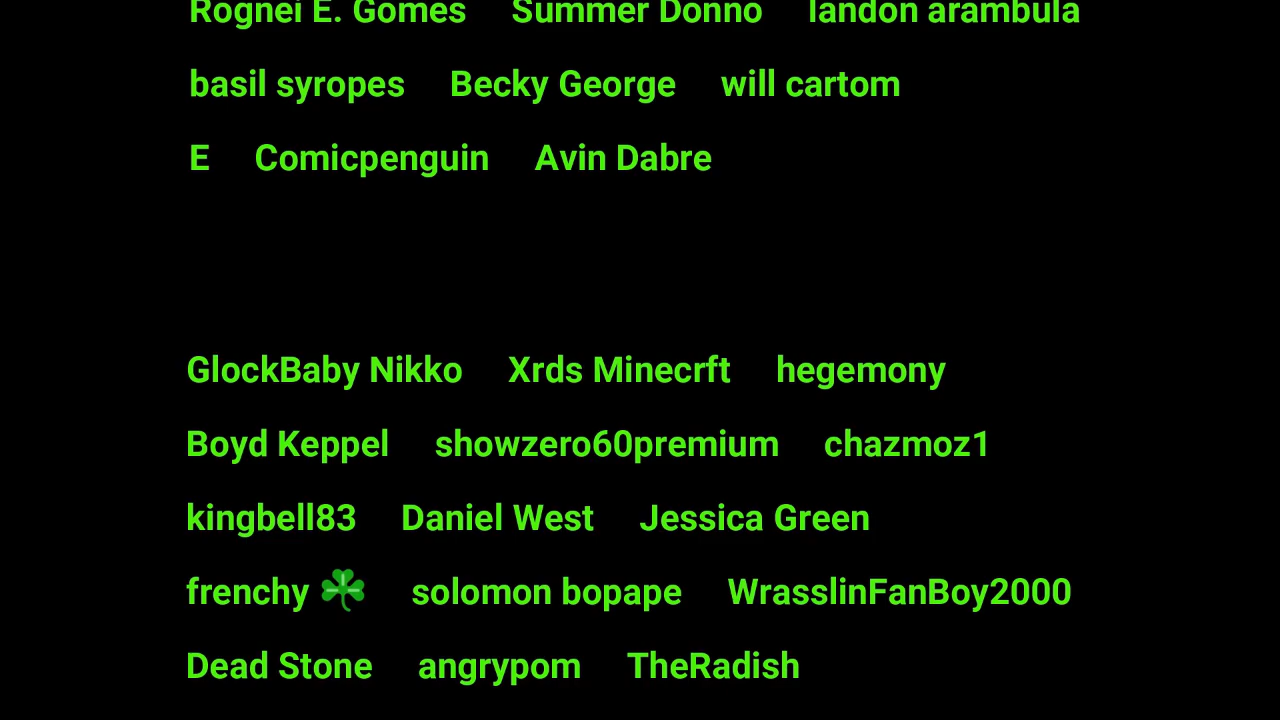 Rognei E. Gomes Summer Donno landon arambula
basil syropes Becky George will cartom
E Comicpenguin Avin Dabre
GlockBaby Nikko Xrds Minecrft hegemony
Boyd Keppel showzero60premium chazmoz1
kingbell83 Daniel West Jessica Green
frenchy ☘️ solomon bopape WrasslinFanBoy2000
Dead Stone angrypom TheRadish